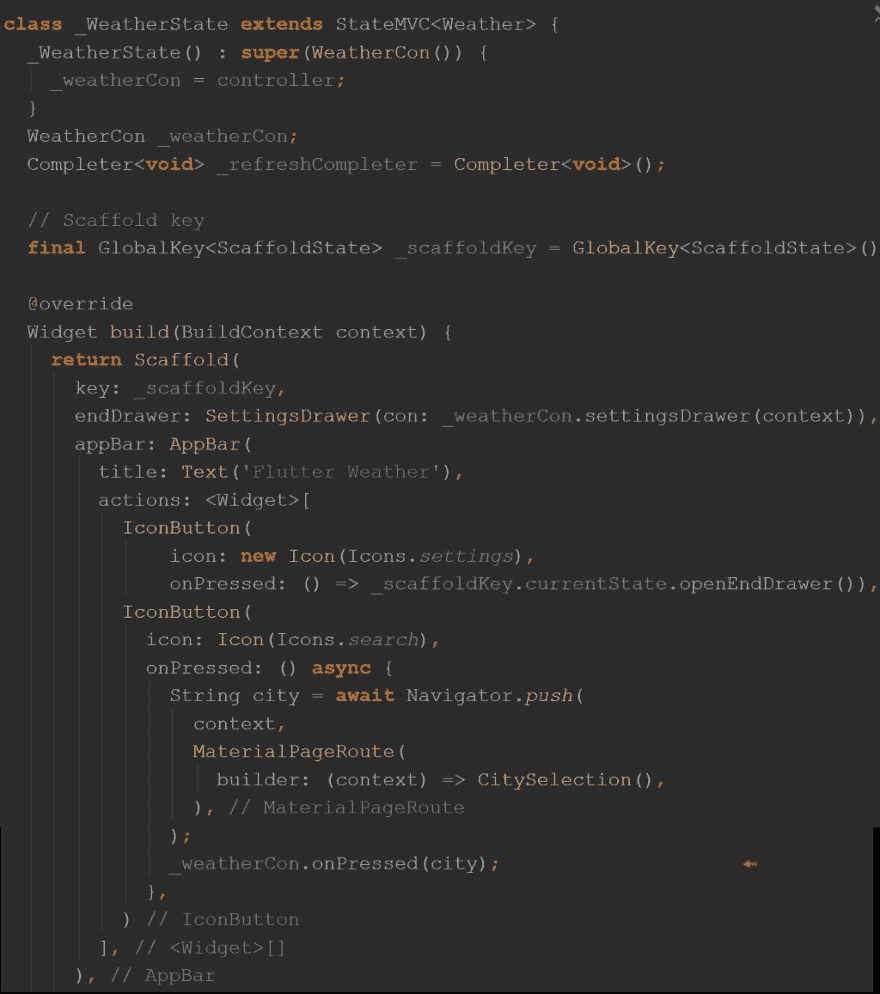 class _WeatherState extends StateMVC<Weather> {
  _WeatherState() : super(WeatherCon()) {
    _weatherCon = controller;
  }
  WeatherCon _weatherCon;
  Completer<void> _refreshCompleter = Completer<void>();

  // Scaffold key
  final GlobalKey<ScaffoldState> _scaffoldKey = GlobalKey<ScaffoldState>()

  @override
  Widget build(BuildContext context) {
    return Scaffold(
      key: _scaffoldKey,
      endDrawer: SettingsDrawer(con: _weatherCon.settingsDrawer(context)),
      appBar: AppBar(
        title: Text('Flutter Weather'),
        actions: <Widget>[
          IconButton(
              icon: new Icon(Icons.settings),
              onPressed: () => _scaffoldKey.currentState.openEndDrawer()),
          IconButton(
            icon: Icon(Icons.search),
            onPressed: () async {
              String city = await Navigator.push(
                context,
                MaterialPageRoute(
                  builder: (context) => CitySelection(),
                ), // MaterialPageRoute
              );
              _weatherCon.onPressed(city);
            },
          ) // IconButton
        ], // <Widget>[]
      ), // AppBar